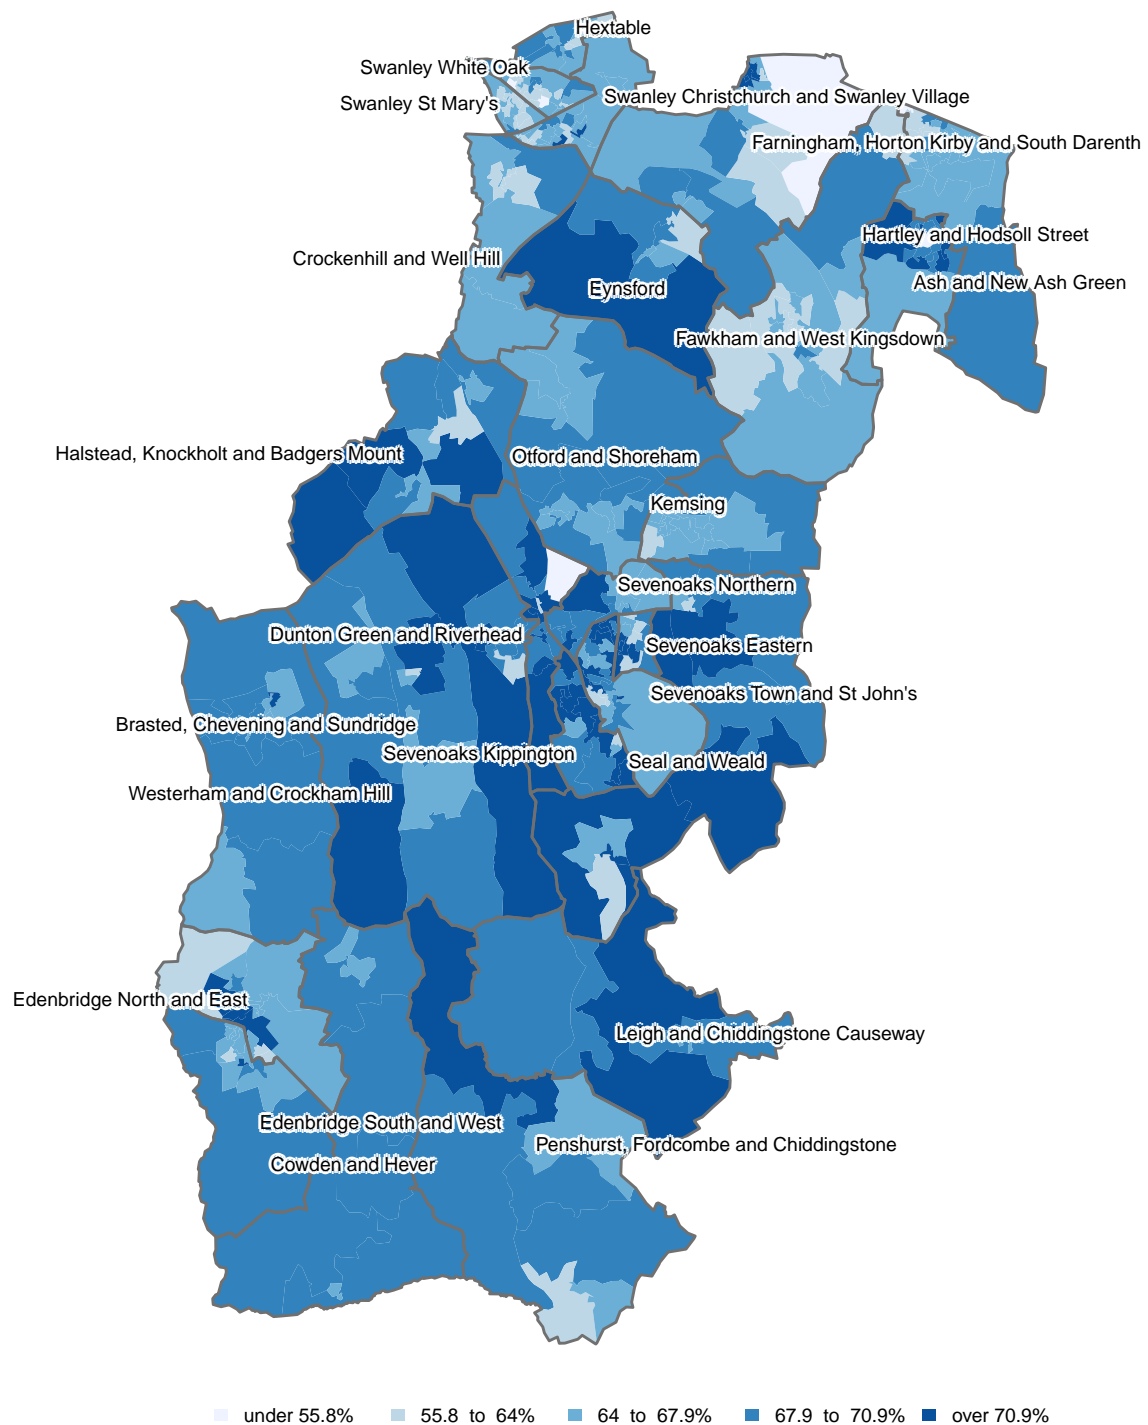 Hextable
Swanley White Oak
Swanley St Mary's
Swanley Christchurch and Swanley Village
Farningham, Horton Kirby and South Darenth
Hartley and Hodsoll Street
Crockenhill and Well Hill
Ash and New Ash Green
Eynsford
Fawkham and West Kingsdown
Halstead, Knockholt and Badgers Mount
Otford and Shoreham
Kemsing
Sevenoaks Northern
Dunton Green and Riverhead
Sevenoaks Eastern
Sevenoaks Town and St John's
Brasted, Chevening and Sundridge
Sevenoaks Kippington
Seal and Weald
Westerham and Crockham Hill
Edenbridge North and East
Leigh and Chiddingstone Causeway
Edenbridge South and West
Penshurst, Fordcombe and Chiddingstone
Cowden and Hever
under 55.8% 55.8 to 64% 64 to 67.9% 67.9 to 70.9% over 70.9%